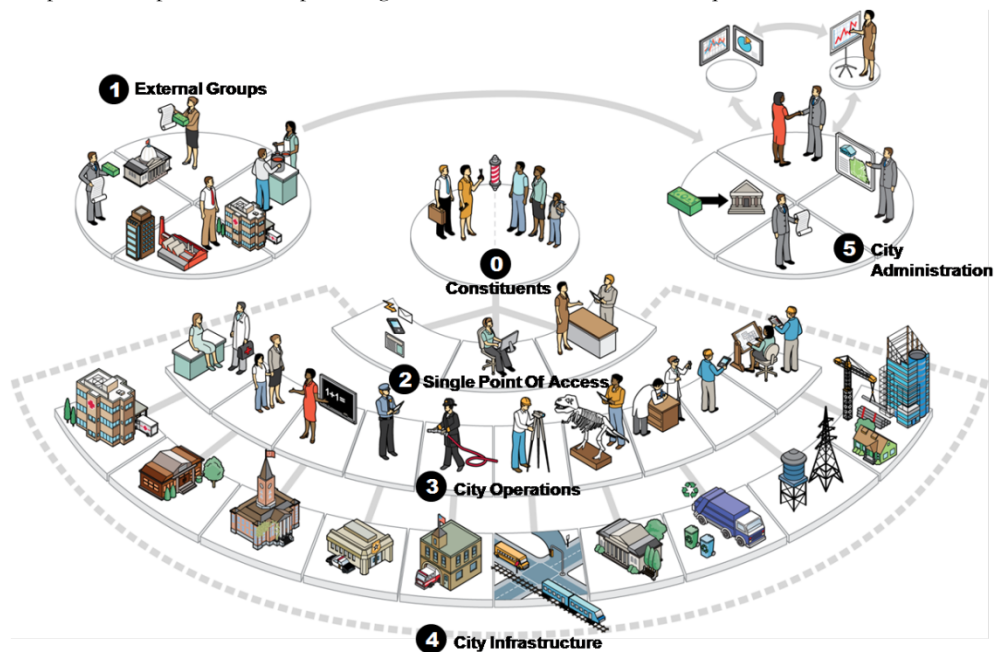 1 External Groups
0
Constituents
5 City
Administration
2 Single Point Of Access
1+1=
3 City Operations
4 City Infrastructure